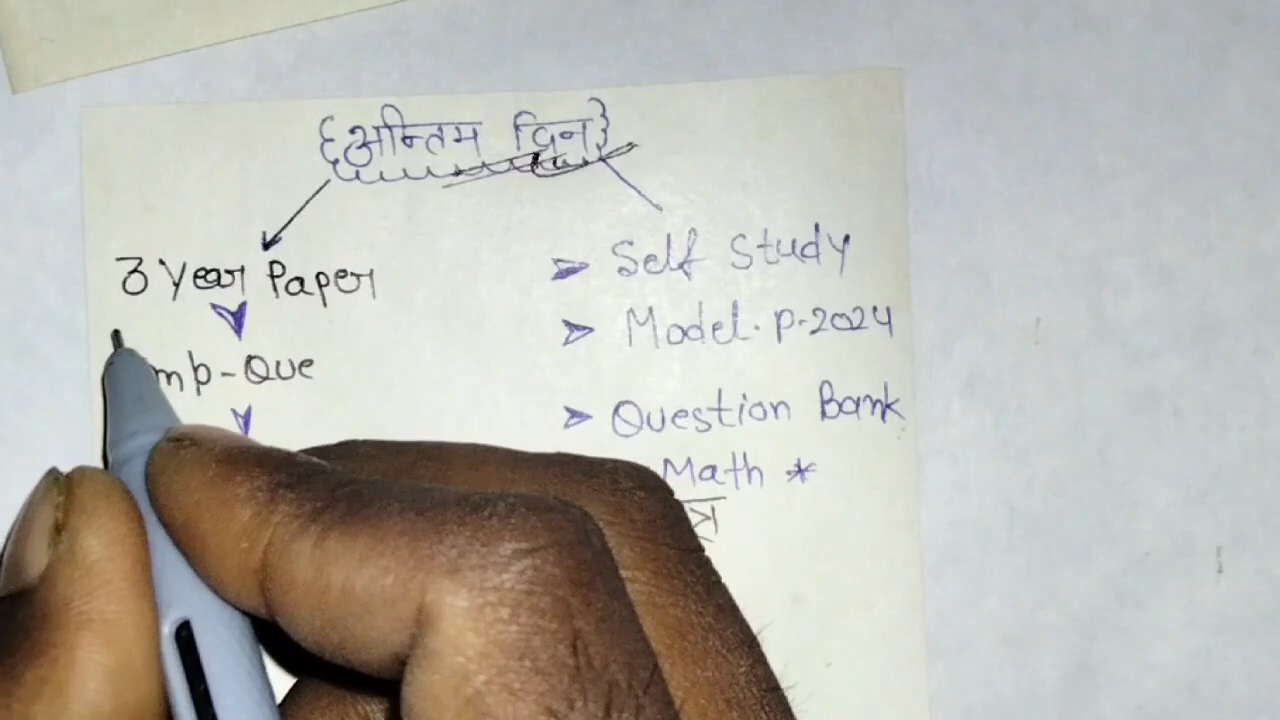 {अन्तिम दिन}
3 Year Paper
mp-Que
Self Study
Model. P-2024
Question Bank
Math *